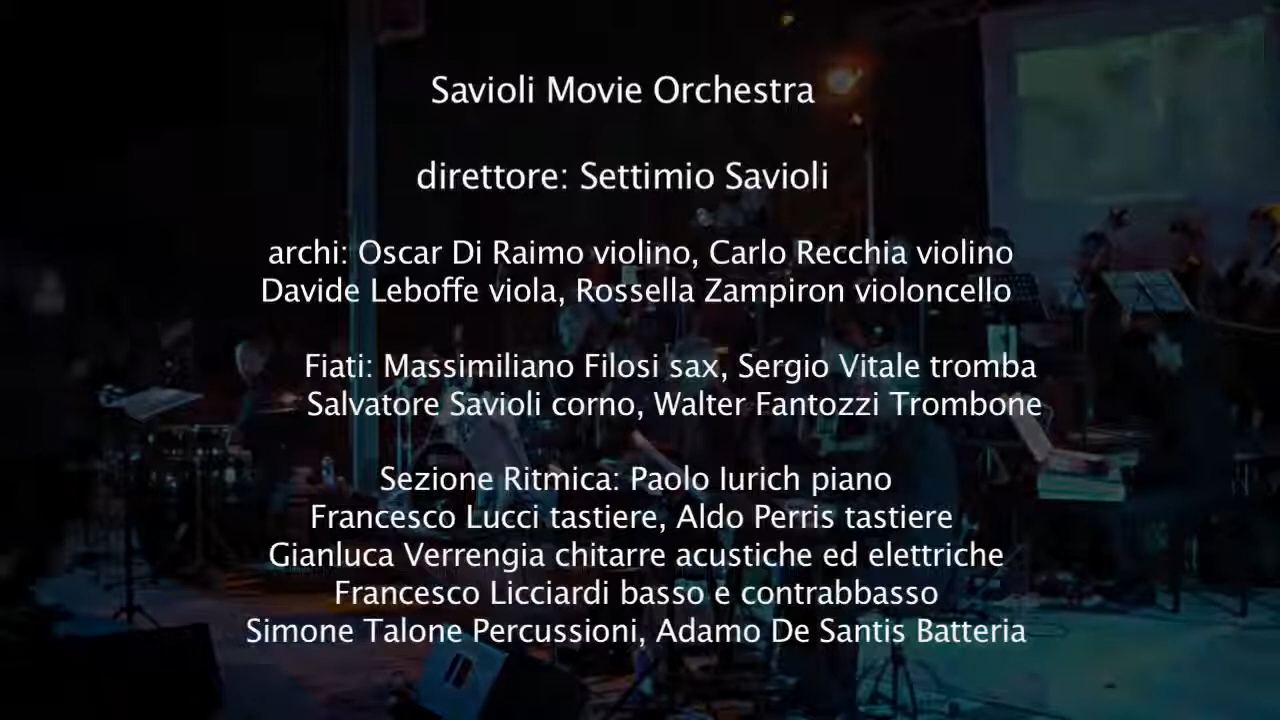 Savioli Movie Orchestra
direttore: Settimio Savioli
archi: Oscar Di Raimo violino, Carlo Recchia violino
Davide Leboffe viola, Rossella Zampiron violoncello
Fiati: Massimiliano Filosi sax, Sergio Vitale tromba
Salvatore Savioli corno, Walter Fantozzi Trombone
Sezione Ritmica: Paolo Iurich piano
Francesco Lucci tastiere, Aldo Perris tastiere
Gianluca Verrengia chitarre acustiche ed elettriche
Francesco Licciardi basso e contrabbasso
Simone Talone Percussioni, Adamo De Santis Batteria